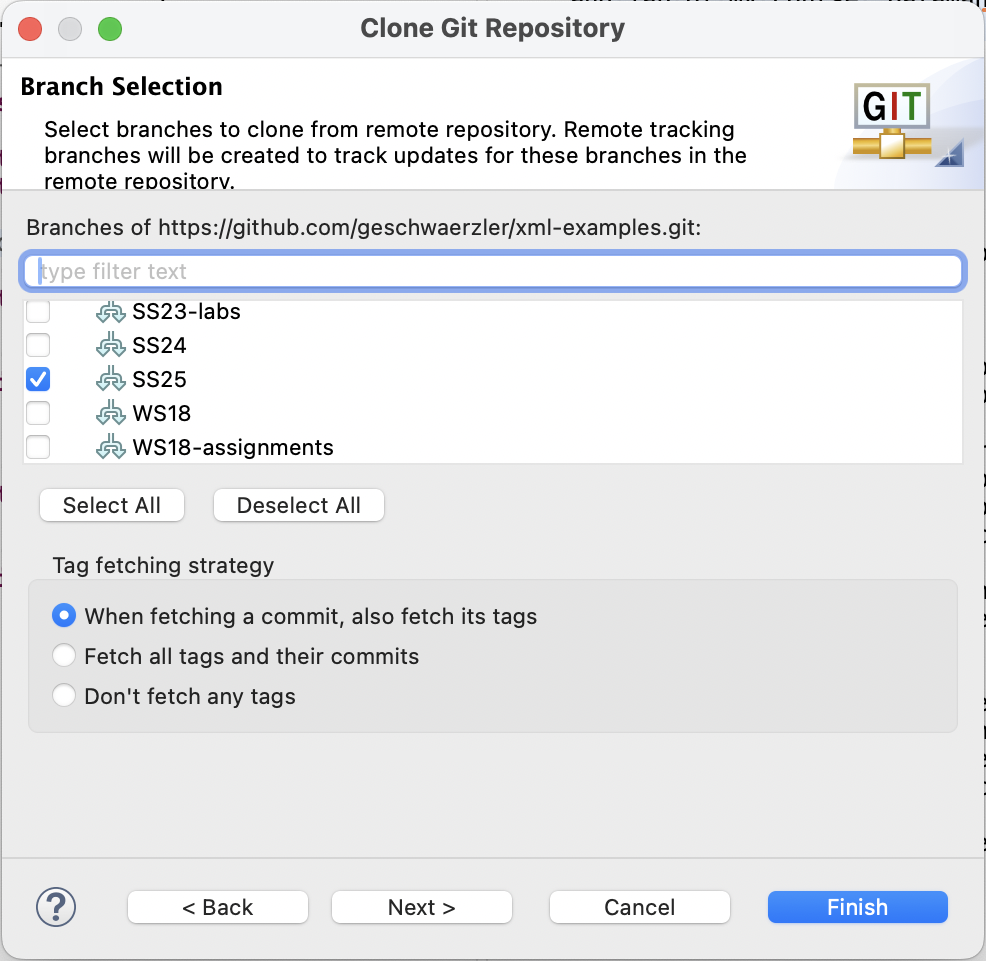 Clone Git Repository
Branch Selection
GIT
Select branches to clone from remote repository. Remote tracking
branches will be created to track updates for these branches in the
remote repository.
Branches of https://github.com/geschwaerzler/xml-examples.git:
type filter text
SS23-labs
SS24
SS25
WS18
WS18-assignments
Select All
Deselect All
Tag fetching strategy
When fetching a commit, also fetch its tags
Fetch all tags and their commits
Don't fetch any tags
?
< Back
Next >
Cancel
Finish